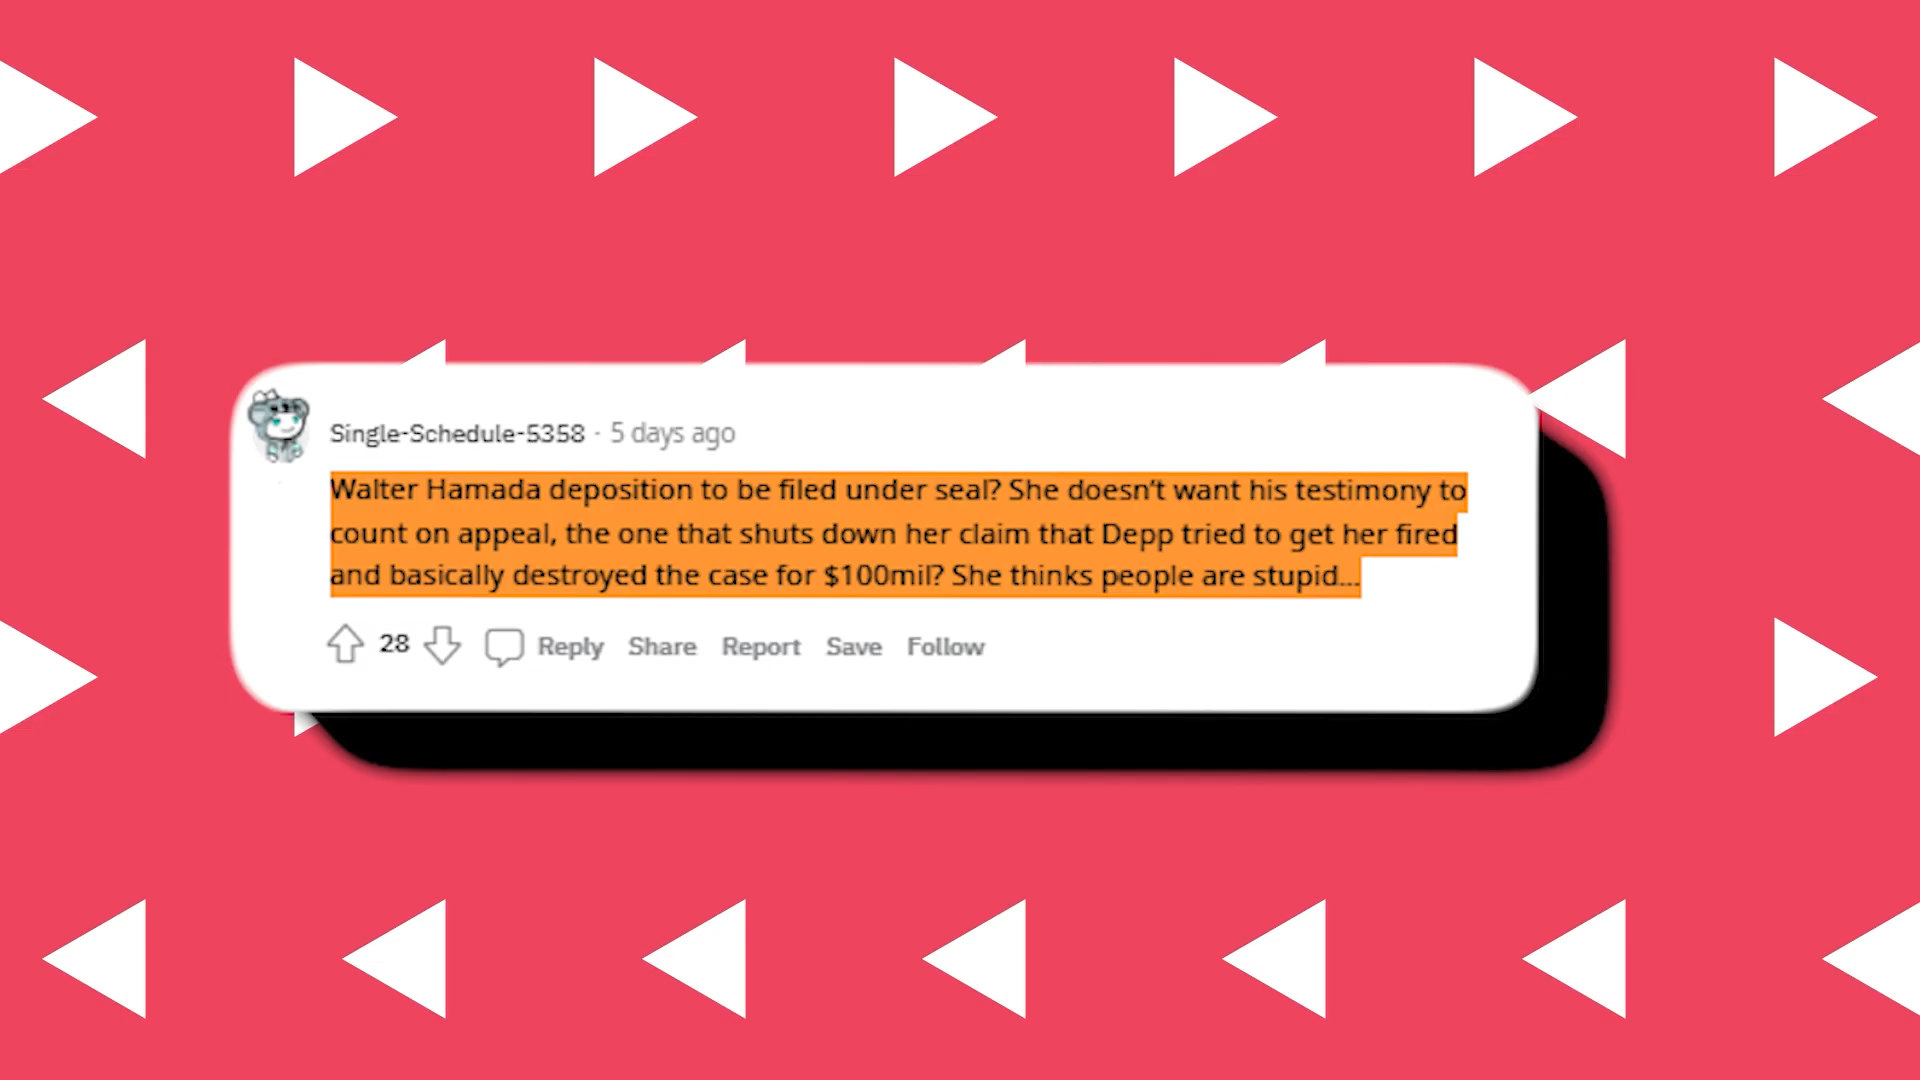 Single-Schedule-5358 · 5 days ago
Walter Hamada deposition to be filed under seal? She doesn't want his testimony to
count on appeal, the one that shuts down her claim that Depp tried to get her fired
and basically destroyed the case for $100mil? She thinks people are stupid...
28 Reply Share Report Save Follow